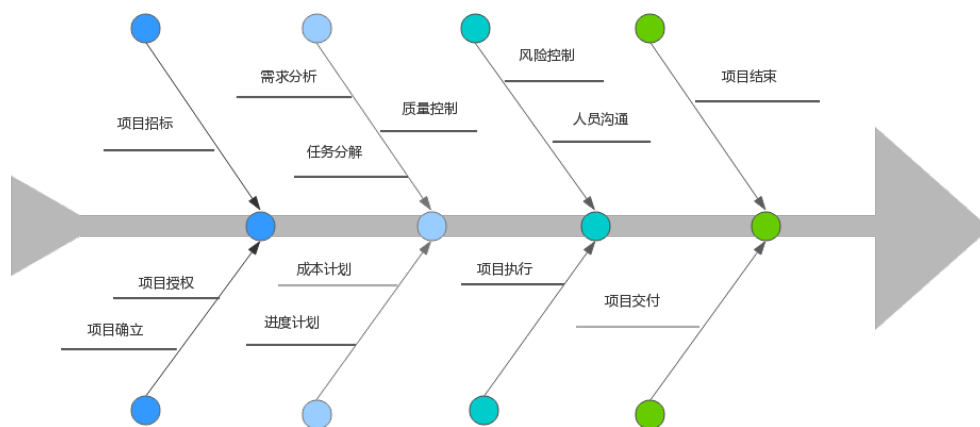 风险控制
需求分析
项目结束
质量控制
人员沟通
项目招标
任务分解
成本计划
项目执行
项目授权
项目交付
进度计划
项目确立